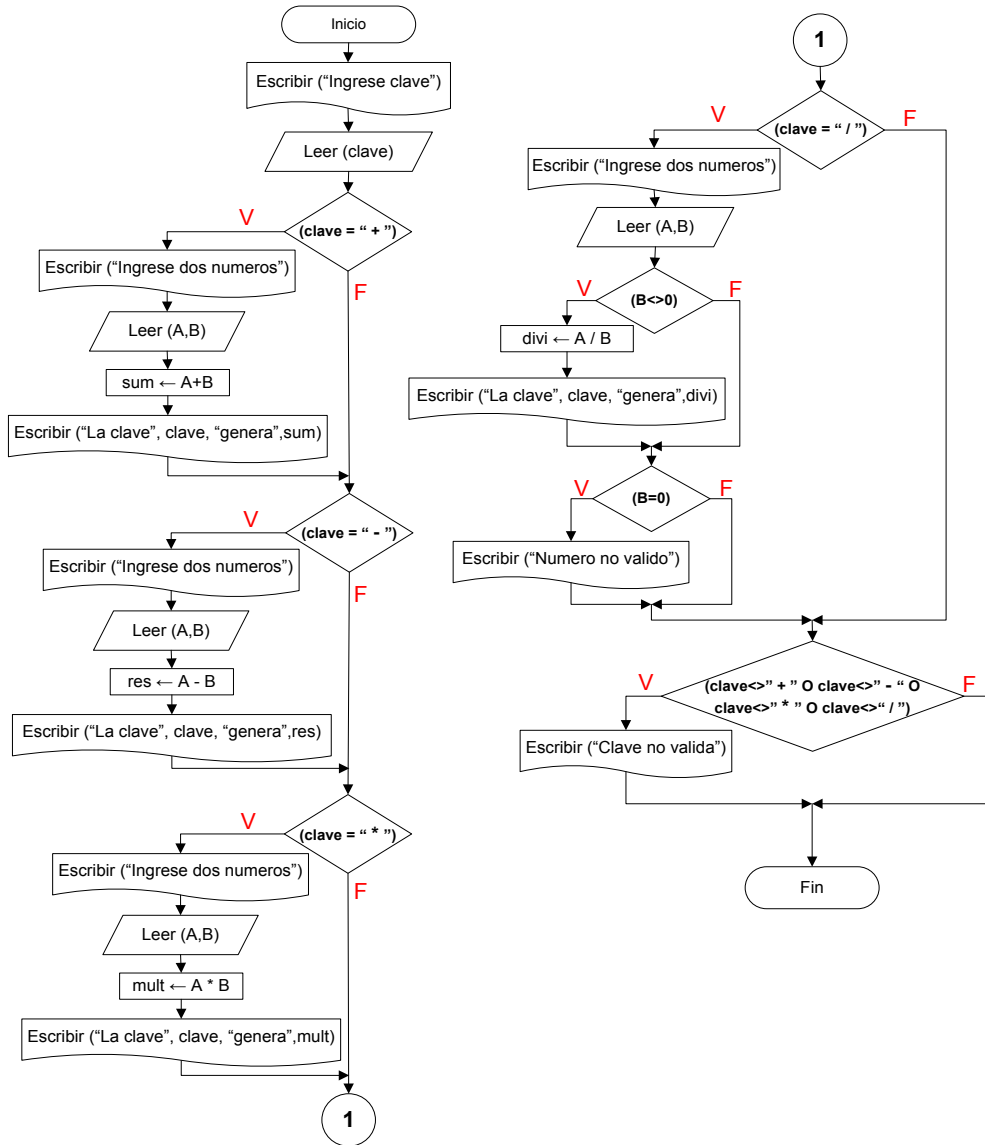 Inicio
Escribir (“Ingrese clave”)
Leer (clave)
(clave = “ + ”)
V
F
Escribir (“Ingrese dos numeros”)
Leer (A,B)
sum ← A+B
Escribir (“La clave”, clave, “genera”,sum)
(clave = “ - ”)
V
F
Escribir (“Ingrese dos numeros”)
Leer (A,B)
res ← A - B
Escribir (“La clave”, clave, “genera”,res)
(clave = “ * ”)
V
F
Escribir (“Ingrese dos numeros”)
Leer (A,B)
mult ← A * B
Escribir (“La clave”, clave, “genera”,mult)
1
1
(clave = “ / ”)
V
F
Escribir (“Ingrese dos numeros”)
Leer (A,B)
(B<>0)
V
F
divi ← A / B
Escribir (“La clave”, clave, “genera”,divi)
(B=0)
V
F
Escribir (“Numero no valido”)
(clave<>” + ” O clave<>” - “ O
clave<>” * ” O clave<>“ / ”)
V
F
Escribir (“Clave no valida”)
Fin